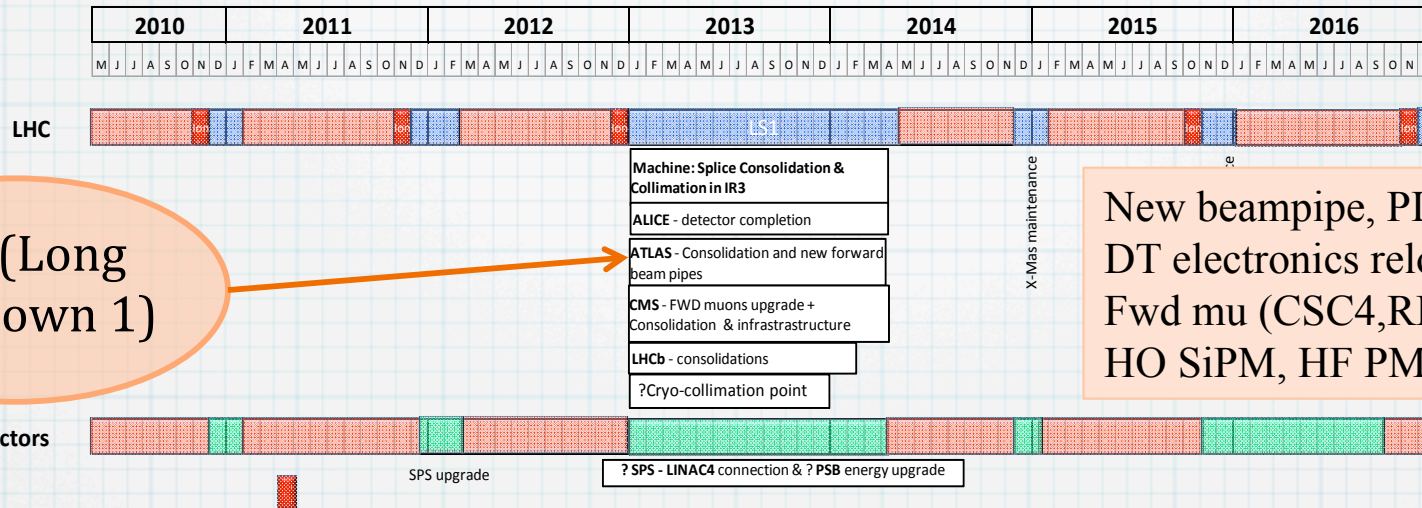 2010 2011 2012 2013 2014 2015 2016
M J J A S O N D J F M A M J J A S O N D J F M A M J J A S O N D J F M A M J J A S O N D J F M A M J J A S O N D J F M A M J J A S O N D J F M A M J J A S O N
LHC
Ion Ion Ion LS1 Ion Ion
(Long
own 1)
Machine: Splice Consolidation &
Collimation in IR3
ALICE - detector completion
ATLAS - Consolidation and new forward
beam pipes
CMS - FWD muons upgrade +
Consolidation & infrastrastructure
LHCb - consolidations
?Cryo-collimation point
X-Mas maintenance
New beampipe,
DT electronics relo
Fwd mu (CSC4,
HO SiPM, HF PM
ctors
SPS upgrade
? SPS - LINAC4 connection & ? PSB energy upgrade